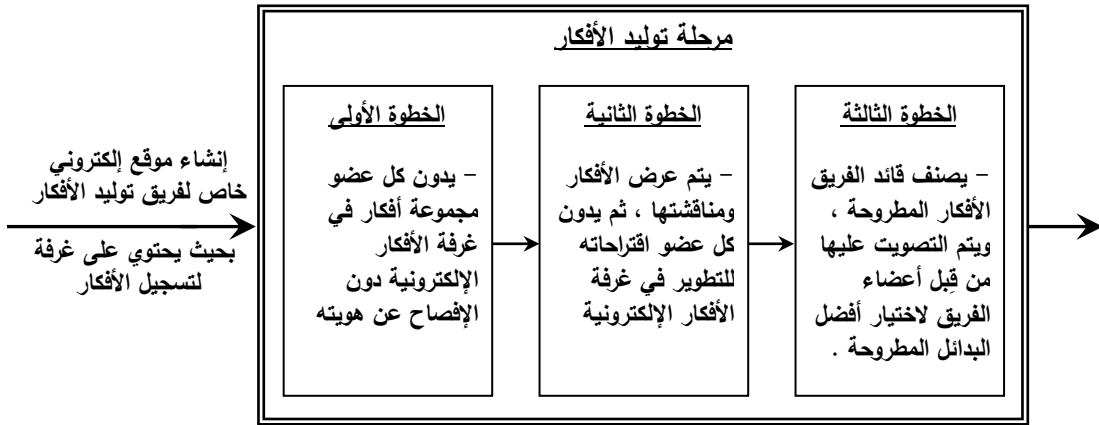 مرحلة توليد الأفكار
إنشاء موقع إلكتروني
خاص لفريق توليد الأفكار
بحيث يحتوي على غرفة
لتسجيل الأفكار
الخطوة الأولى
– يدون كل عضو
مجموعة أفكار في
غرفة الأفكار
الإلكترونية دون
الإفصاح عن هويته
الخطوة الثانية
– يتم عرض الأفكار
ومناقشتها ، ثم يدون
كل عضو اقتراحاته
للتطوير في غرفة
الأفكار الإلكترونية
الخطوة الثالثة
– يصنف قائد الفريق
الأفكار المطروحة ،
ويتم التصويت عليها
من قِبل أعضاء
الفريق لاختيار أفضل
البدائل المطروحة .